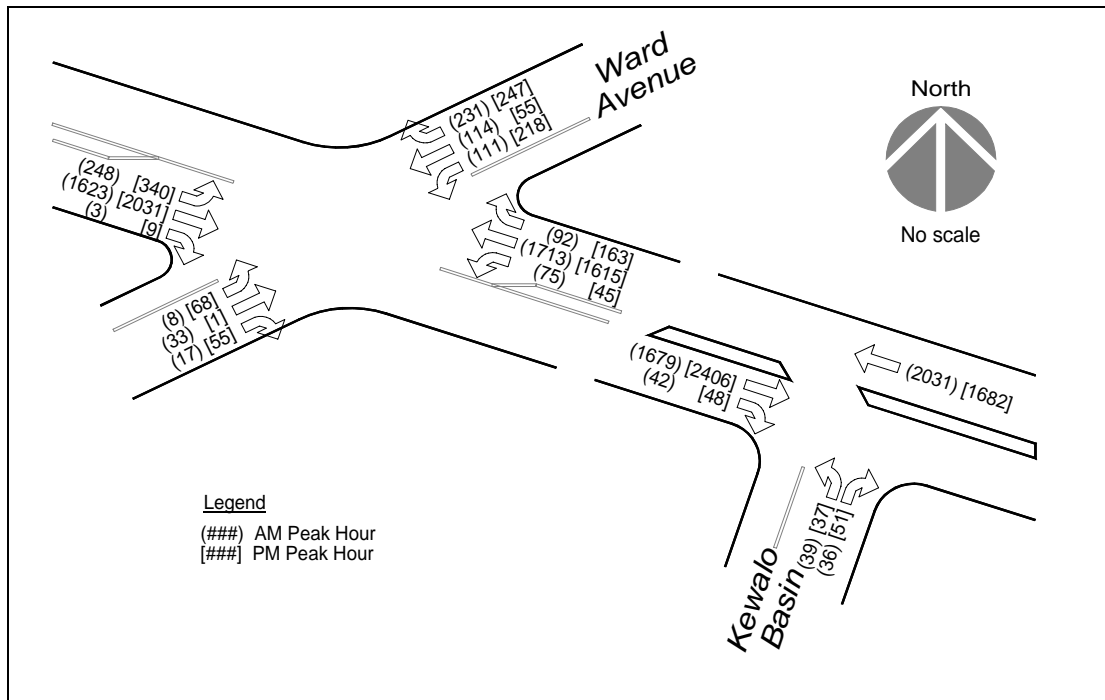 Ward
Avenue
North
No scale
(231) [247]
(114) [55]
(111) [218]
(248) [340]
(1623) [2031]
(3) [9]
(92) [163]
(1713) [1615]
(75) [45]
(8) [68]
(33) [1]
(17) [55]
(1679) [2406]
(42) [48]
(2031) [1682]
(39) [37]
(36) [51]
Kewalo
Basin
Legend
(###) AM Peak Hour
[###] PM Peak Hour